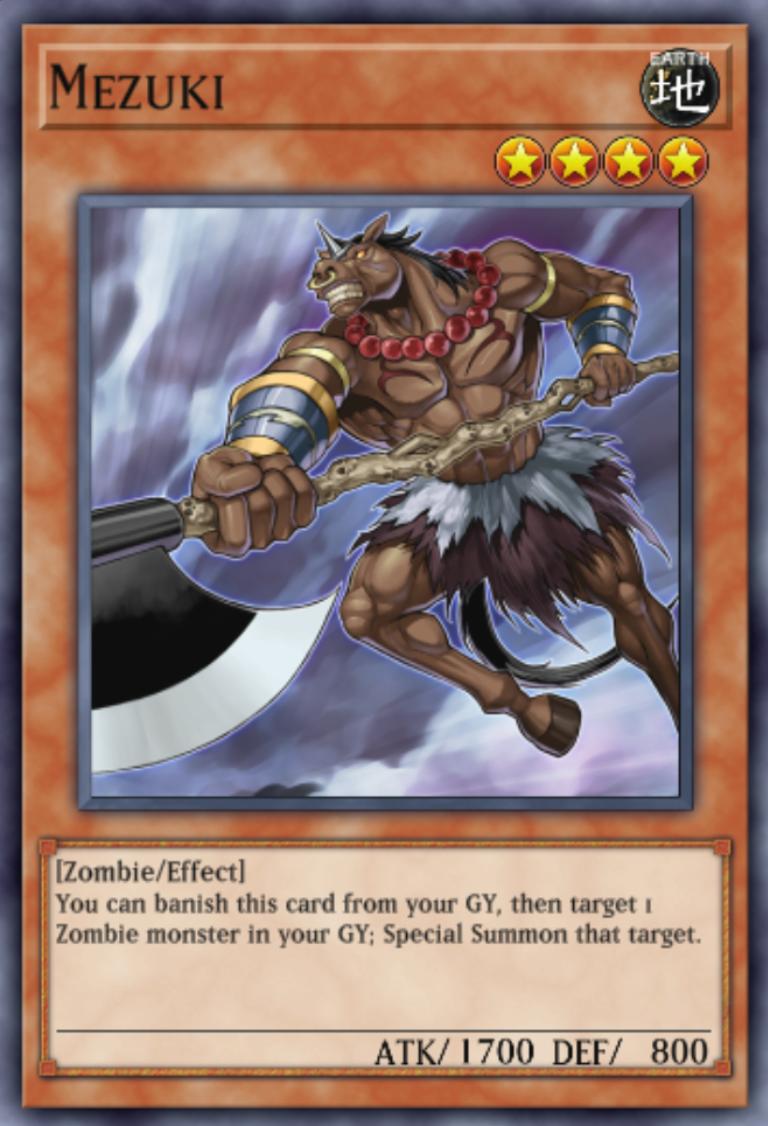 MEZUKI
EARTH
地
[Zombie/Effect]
You can banish this card from your GY, then target 1
Zombie monster in your GY; Special Summon that target.
ATK/ 1700 DEF/ 800